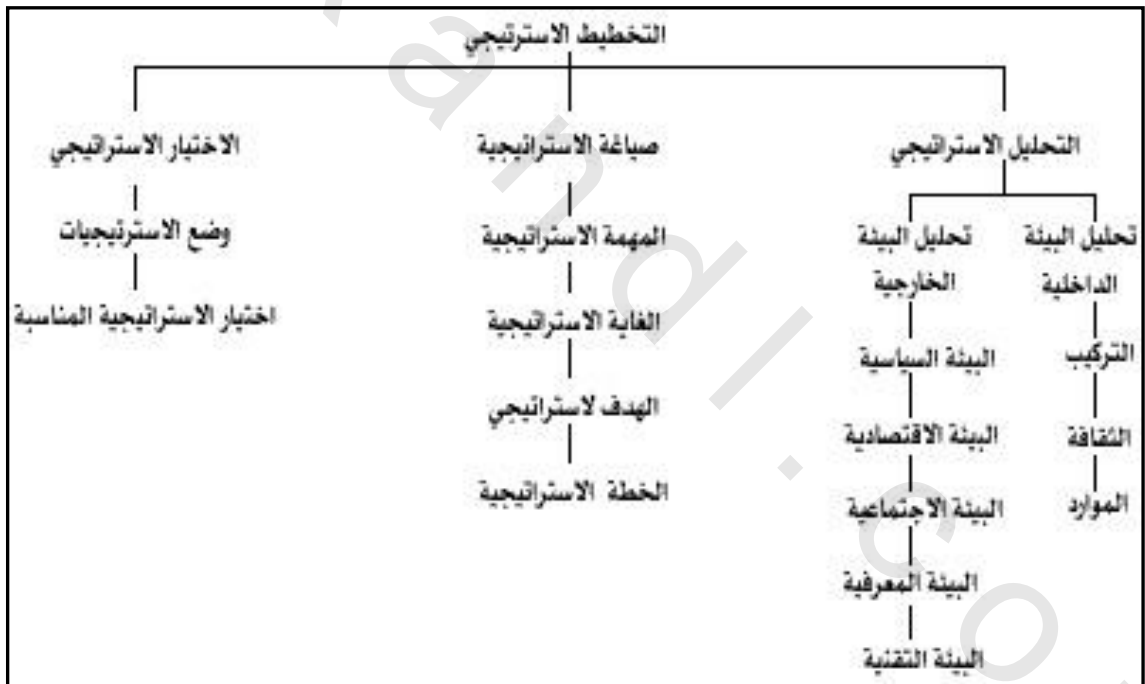 التخطيط الاسترتيجي
التحليل الاستراتيجي
تحليل البيئة
الداخلية
التركيب
الثقافة
الموارد
تحليل البيئة
الخارجية
البيئة السياسية
البيئة الاقتصادية
البيئة الاجتماعية
البيئة المعرفية
البيئة التقنية
صياغة الاستراتيجية
المهمة الاستراتيجية
الغاية الاستراتيجية
الهدف لاستراتيجي
الخطة الاستراتيجية
الاختيار الاستراتيجي
وضع الاسترتيجيات
اختيار الاستراتيجية المناسبة